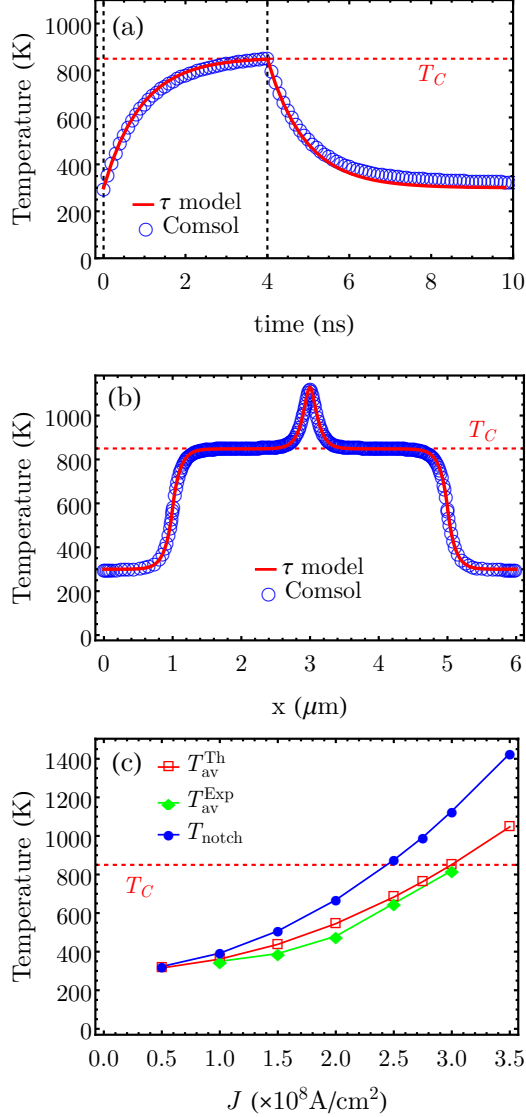 (a)
1000
800
600
400
200
0
Temperature (K)
T_C
τ model
Comsol
0 2 4 6 8 10
time (ns)
(b)
1000
800
600
400
200
0
Temperature (K)
T_C
τ model
Comsol
0 1 2 3 4 5 6
x (μm)
(c)
1400
1200
1000
800
600
400
200
0
Temperature (K)
T_av^Th
T_av^Exp
T_notch
T_C
0.0 0.5 1.0 1.5 2.0 2.5 3.0 3.5
J (×10^8A/cm^2)